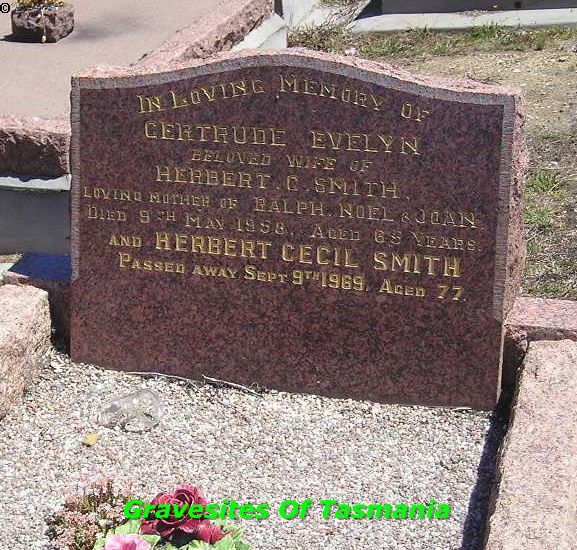 ©
IN LOVING MEMORY OF
GERTRUDE EVELYN
BELOVED WIFE OF
HERBERT. C. SMITH.
LOVING MOTHER OF RALPH, NOEL & JOAN.
DIED 9TH MAY 1958, AGED 65 YEARS.
AND HERBERT CECIL SMITH
PASSED AWAY SEPT 9TH 1969, AGED 77.
Gravesites Of Tasmania